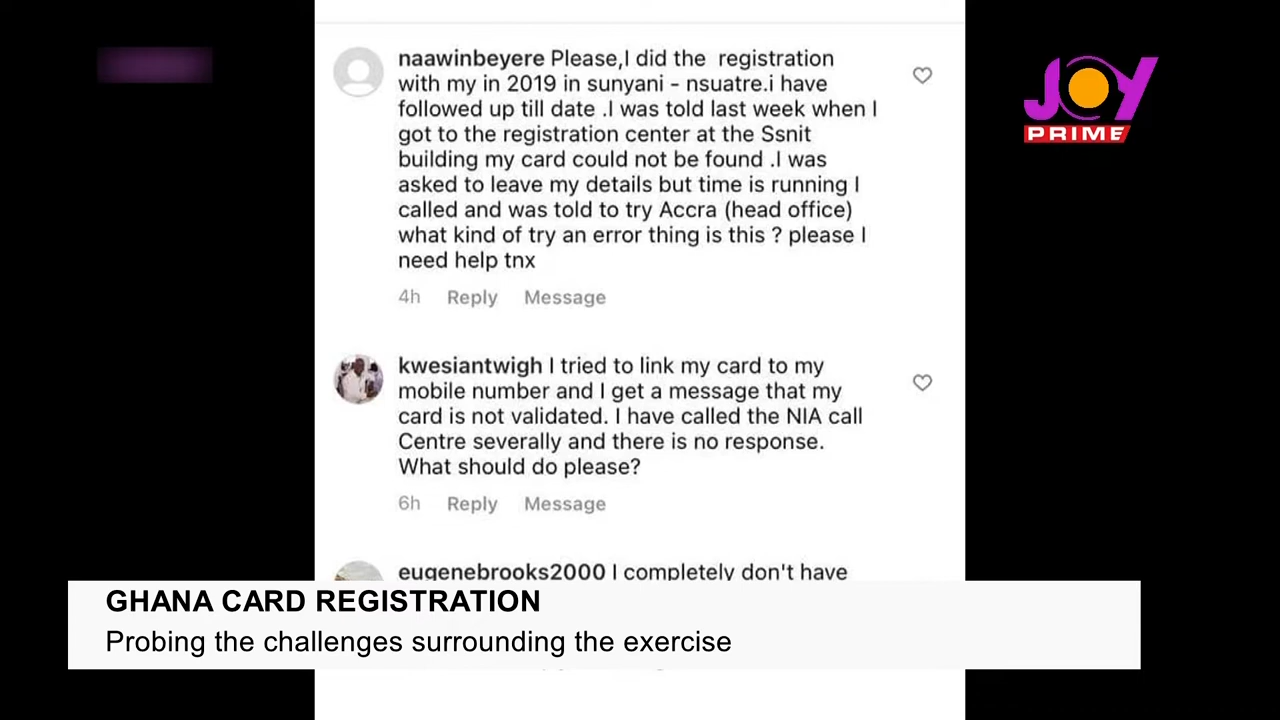 naawinbeyere Please,I did the registration
with my in 2019 in sunyani - nsuatre.i have
followed up till date .I was told last week when I
got to the registration center at the Ssnit
building my card could not be found .I was
asked to leave my details but time is running I
called and was told to try Accra (head office)
what kind of try an error thing is this ? please I
need help tnx
4h Reply Message
JOY
PRIME
kwesiantwigh I tried to link my card to my
mobile number and I get a message that my
card is not validated. I have called the NIA call
Centre severally and there is no response.
What should do please?
6h Reply Message
eugenebrooks2000 I completely don't have
GHANA CARD REGISTRATION
Probing the challenges surrounding the exercise